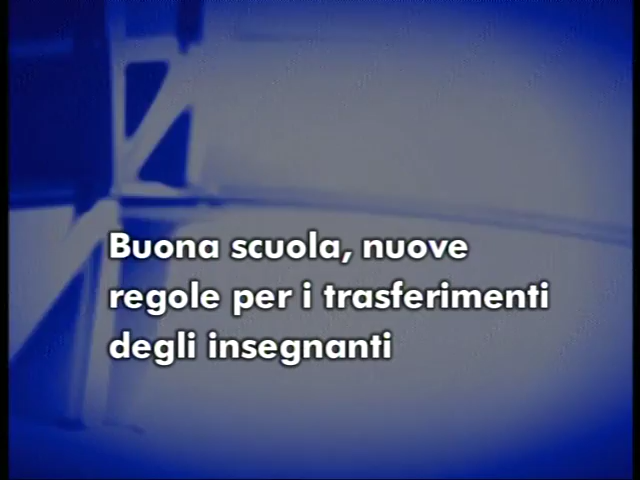 Buona scuola, nuove
regole per i trasferimenti
degli insegnanti